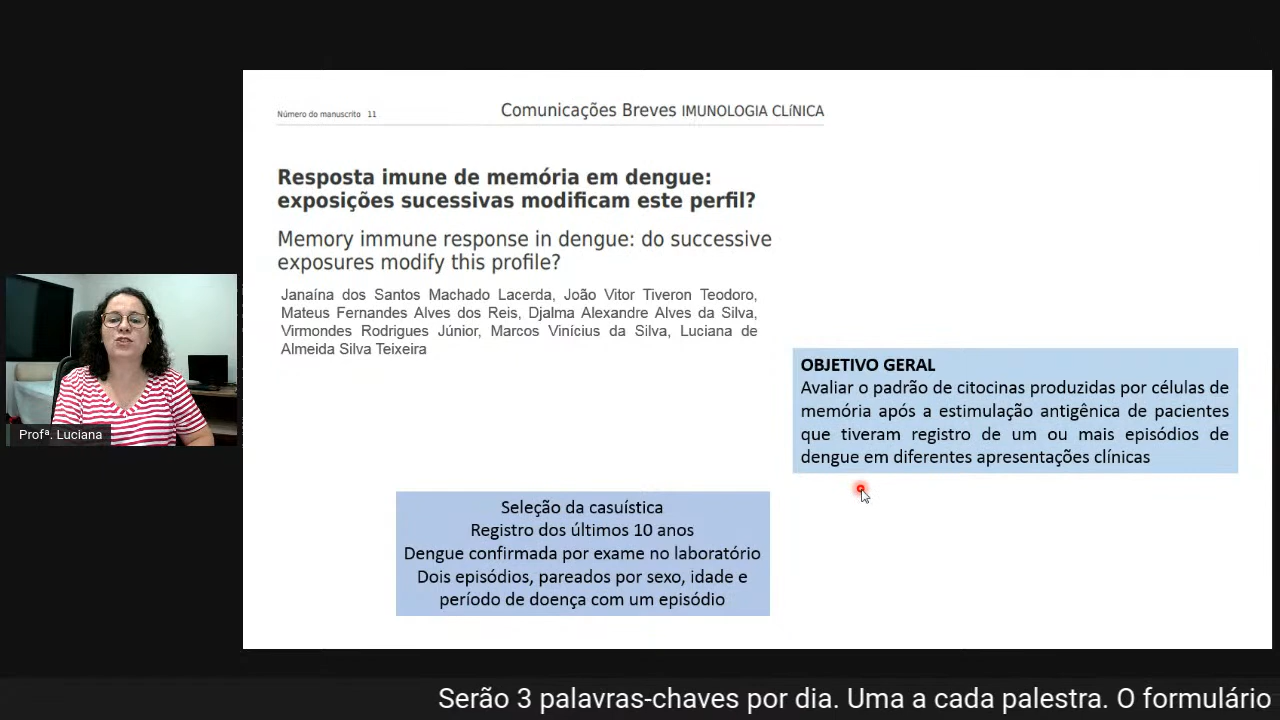 Número do manuscrito 11
Comunicações Breves IMUNOLOGIA CLíNICA
Resposta imune de memória em dengue:
exposições sucessivas modificam este perfil?
Memory immune response in dengue: do successive
exposures modify this profile?
Janaína dos Santos Machado Lacerda, João Vitor Tiveron Teodoro,
Mateus Fernandes Alves dos Reis, Djalma Alexandre Alves da Silva,
Virmondes Rodrigues Júnior, Marcos Vinícius da Silva, Luciana de
Almeida Silva Teixeira
OBJETIVO GERAL
Avaliar o padrão de citocinas produzidas por células de
memória após a estimulação antigênica de pacientes
que tiveram registro de um ou mais episódios de
dengue em diferentes apresentações clínicas
Profª. Luciana
Seleção da casuística
Registro dos últimos 10 anos
Dengue confirmada por exame no laboratório
Dois episódios, pareados por sexo, idade e
período de doença com um episódio
Serão 3 palavras-chaves por dia. Uma a cada palestra. O formulário